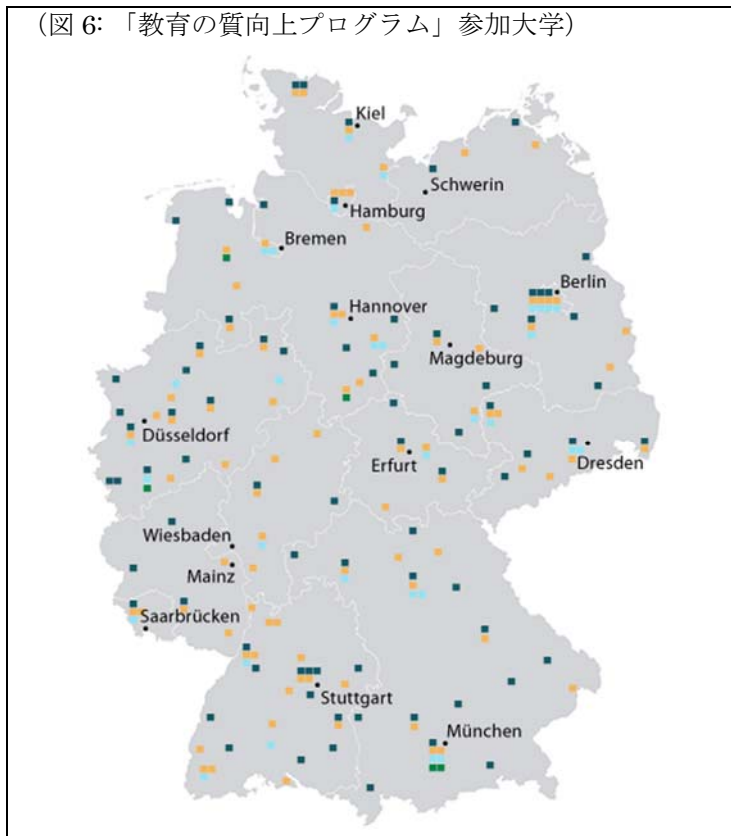 （図 6: 「教育の質向上プログラム」参加大学）
Kiel
Schwerin
Hamburg
Bremen
Berlin
Hannover
Magdeburg
Düsseldorf
Erfurt
Dresden
Wiesbaden
Mainz
Saarbrücken
Stuttgart
München